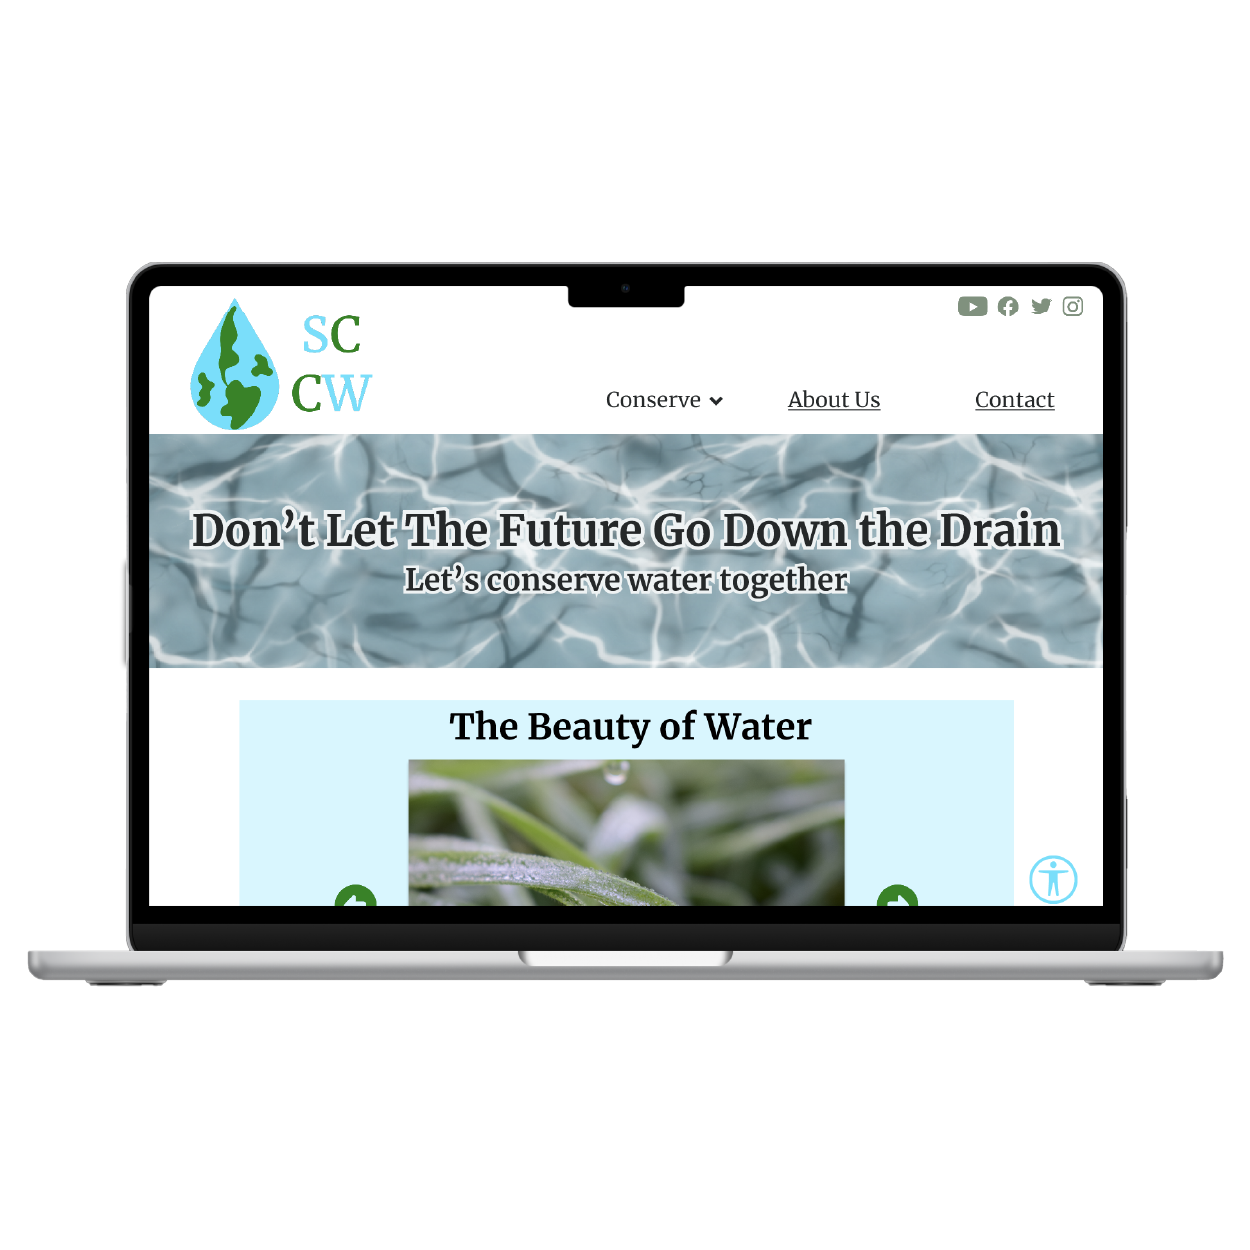 SC
CW
Conserve
About Us
Contact
Don’t Let The Future Go Down the Drain
Let’s conserve water together
The Beauty of Water